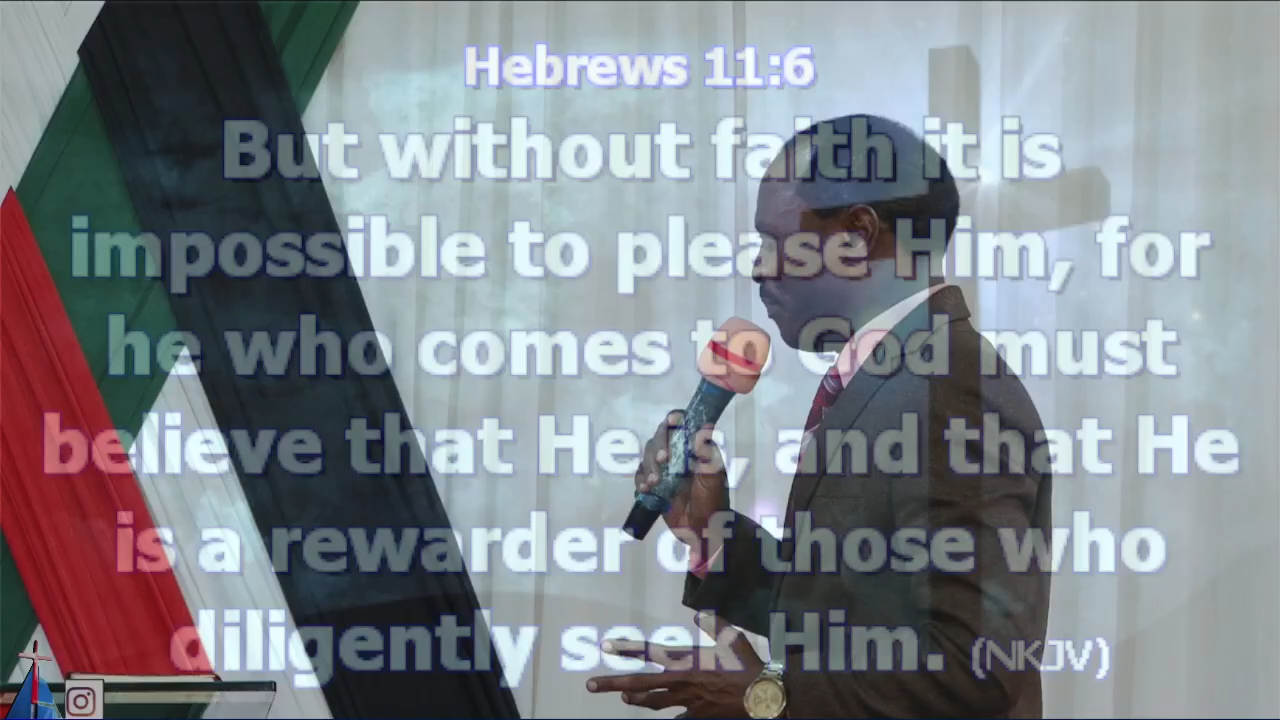 Hebrews 11:6
But without faith it is
impossible to please Him, for
he who comes to God must
believe that He is, and that He
is a rewarder of those who
diligently seek Him. (NKJV)